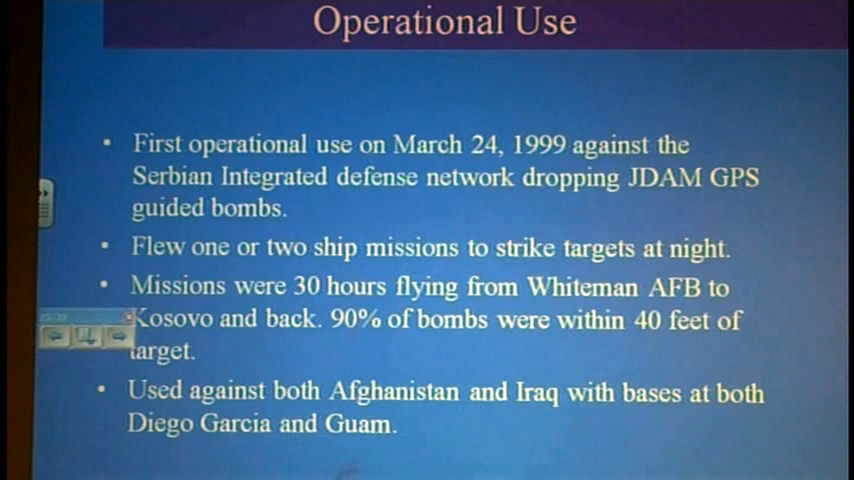 Operational Use
• First operational use on March 24, 1999 against the
Serbian Integrated defense network dropping JDAM GPS
guided bombs.
• Flew one or two ship missions to strike targets at night.
• Missions were 30 hours flying from Whiteman AFB to
Kosovo and back. 90% of bombs were within 40 feet of
target.
• Used against both Afghanistan and Iraq with bases at both
Diego Garcia and Guam.